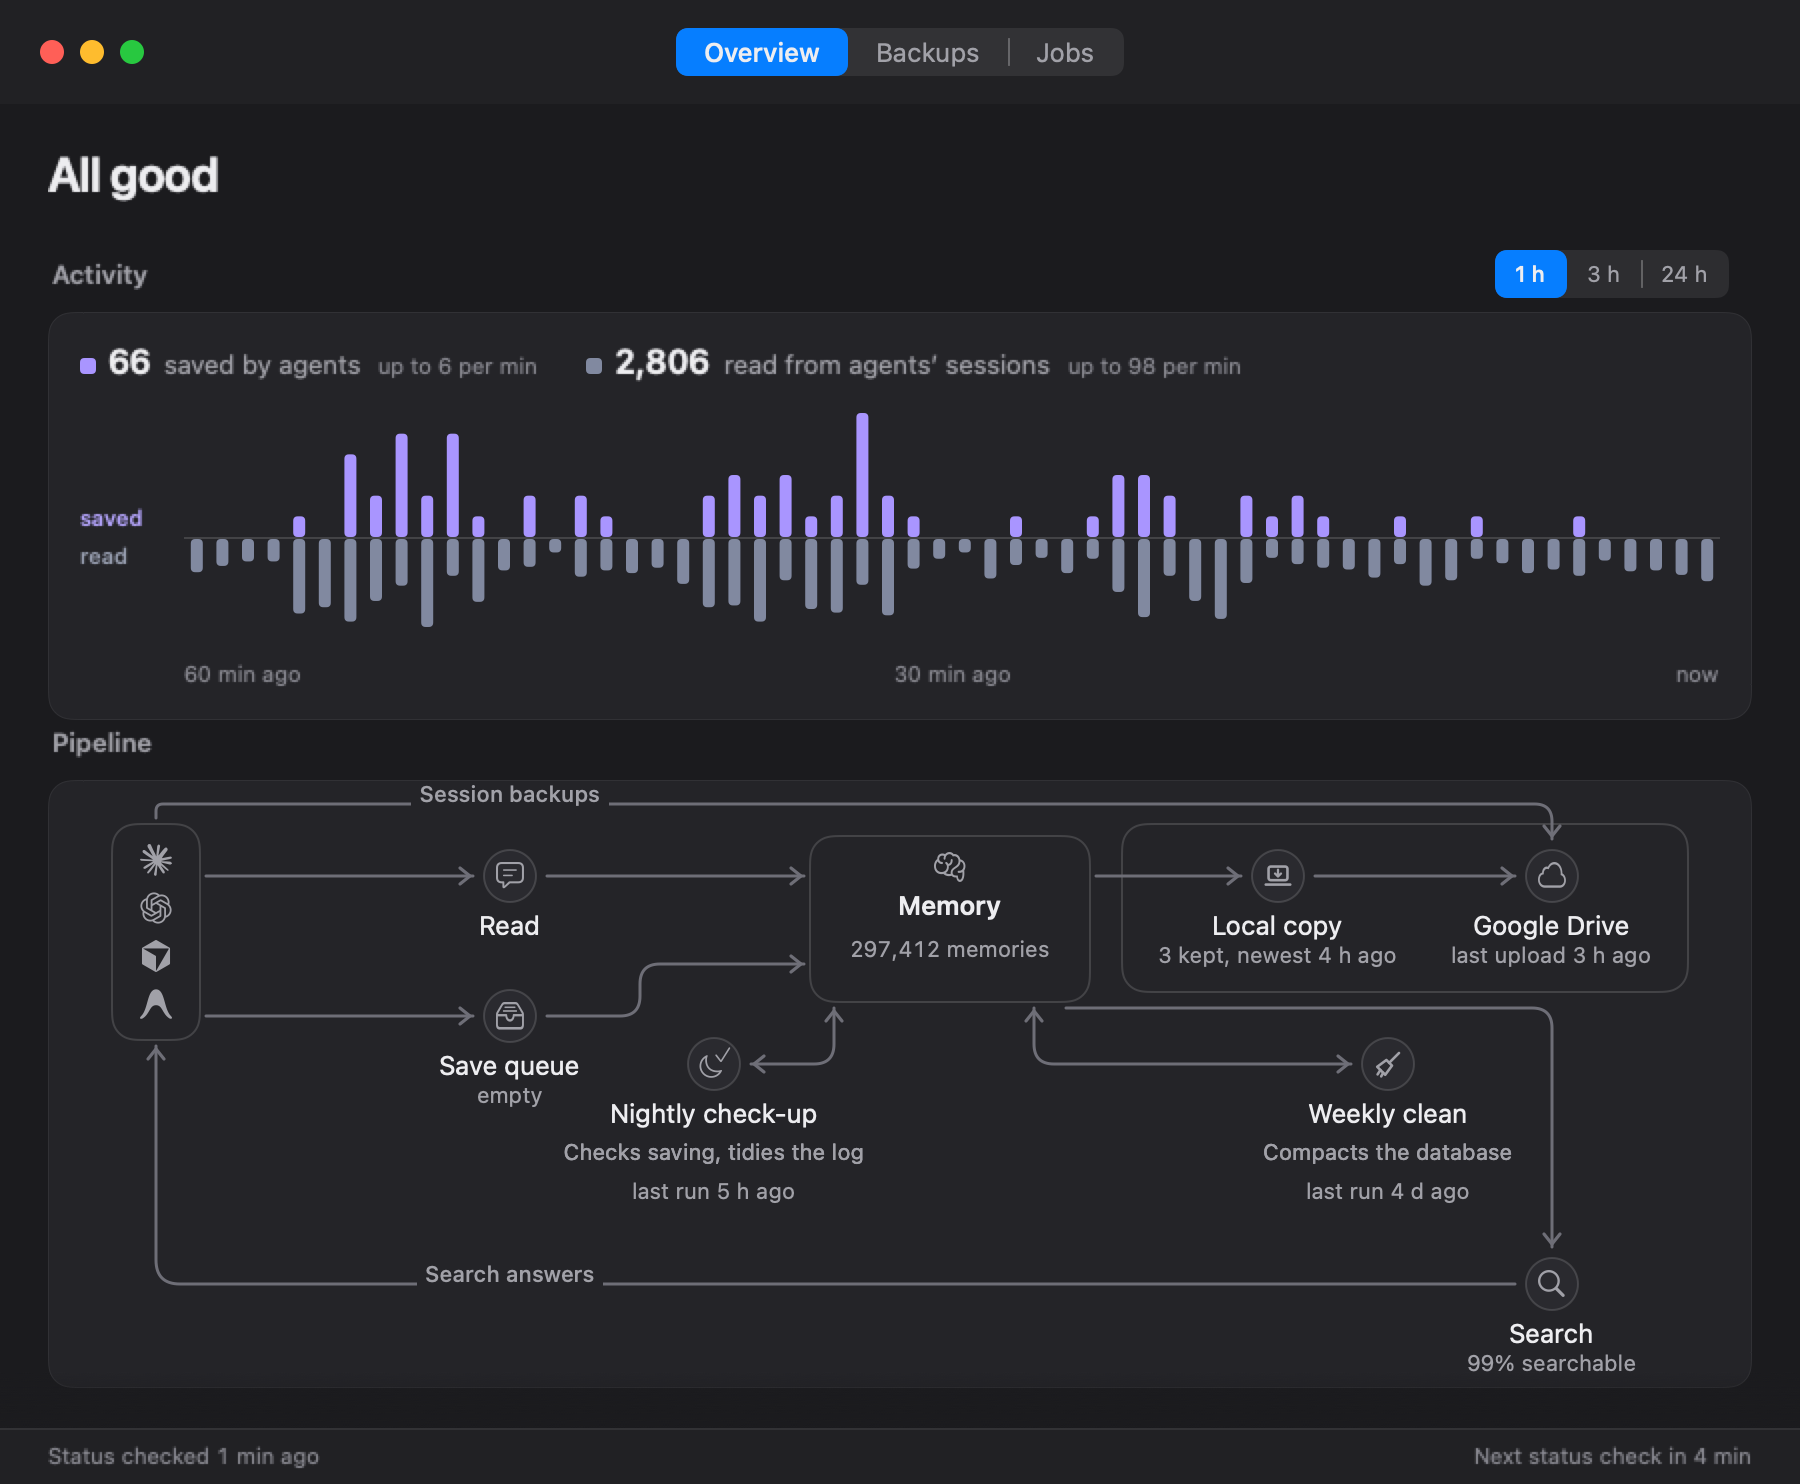 Overview Backups Jobs
All good
Activity
1 h 3 h 24 h
66 saved by agents up to 6 per min 2,806 read from agents’ sessions up to 98 per min
saved
read
60 min ago 30 min ago now
Pipeline
Session backups
Read
Memory
297,412 memories
Local copy
3 kept, newest 4 h ago
Google Drive
last upload 3 h ago
Save queue
empty
Nightly check-up
Checks saving, tidies the log
last run 5 h ago
Weekly clean
Compacts the database
last run 4 d ago
Search answers
Search
99% searchable
Status checked 1 min ago Next status check in 4 min